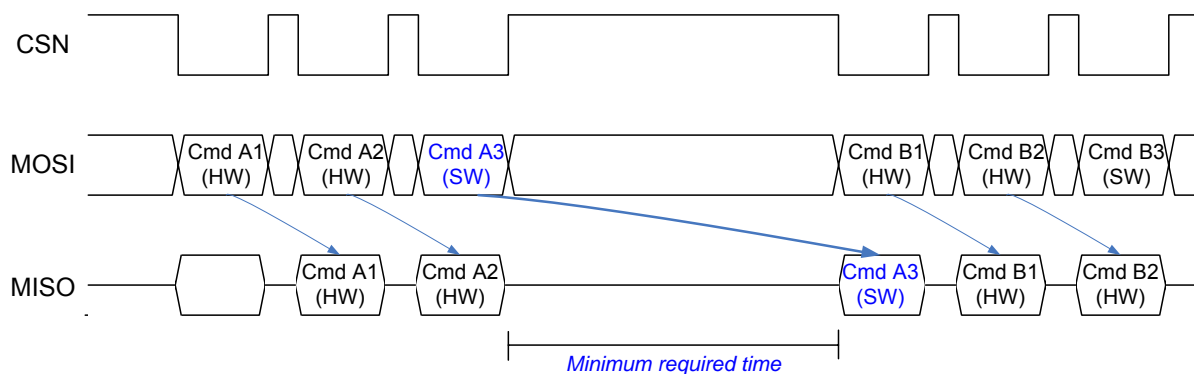 CSN
MOSI
Cmd A1
(HW)
Cmd A2
(HW)
Cmd A3
(SW)
Cmd B1
(HW)
Cmd B2
(HW)
Cmd B3
(SW)
MISO
Cmd A1
(HW)
Cmd A2
(HW)
Cmd A3
(SW)
Cmd B1
(HW)
Cmd B2
(HW)
Minimum required time